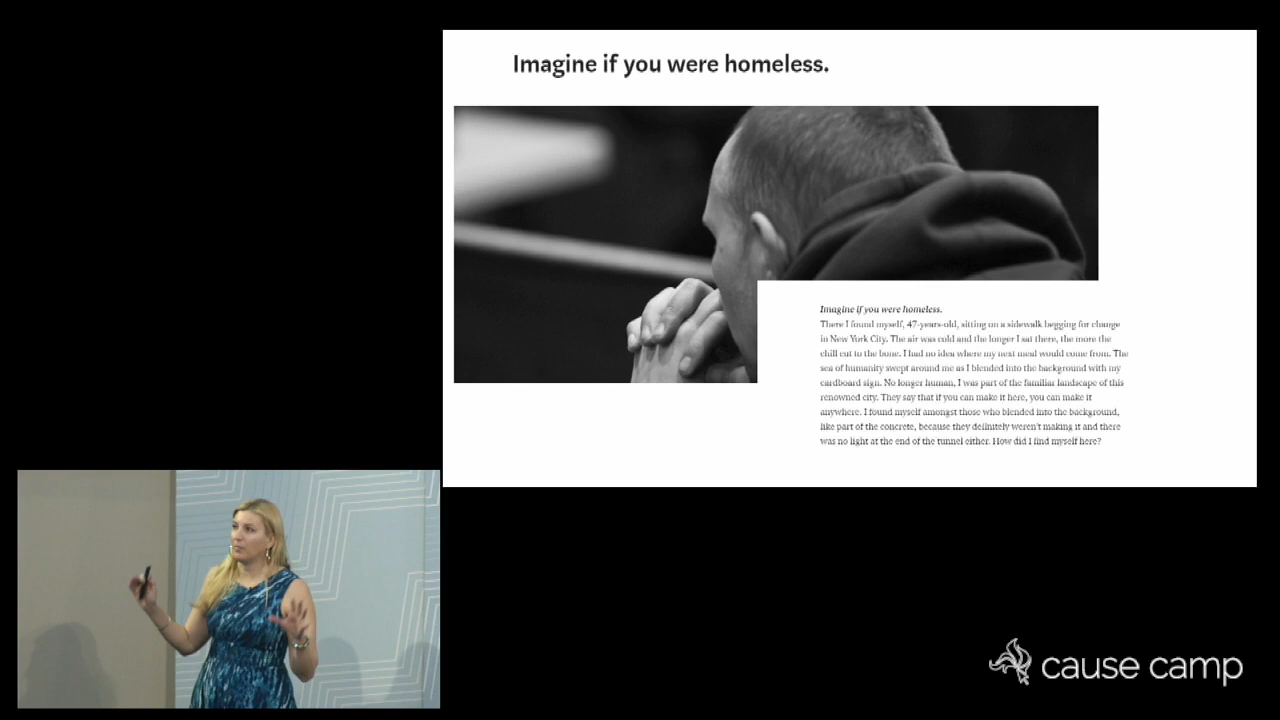 Imagine if you were homeless.
Imagine if you were homeless.
There I found myself, 47-years-old, sitting on a sidewalk begging for change
in New York City. The air was cold and the longer I sat there, the more the
chill cut to the bone. I had no idea where my next meal would come from. The
sea of humanity swept around me as I blended into the background with my
cardboard sign. No longer human, I was part of the familiar landscape of this
renowned city. They say that if you can make it here, you can make it
anywhere. I found myself amongst those who blended into the background,
like part of the concrete, because they definitely weren't making it and there
was no light at the end of the tunnel either. How did I find myself here?
cause camp